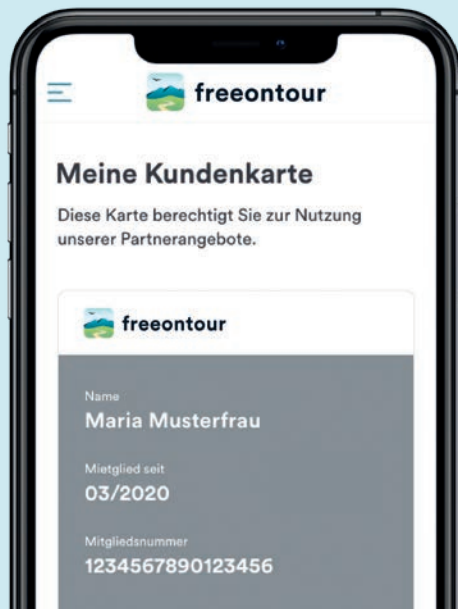 freeontour
Meine Kundenkarte
Diese Karte berechtigt Sie zur Nutzung
unserer Partnerangebote.
freeontour
Name
Maria Musterfrau
Mietglied seit
03/2020
Mitgliedsnummer
1234567890123456